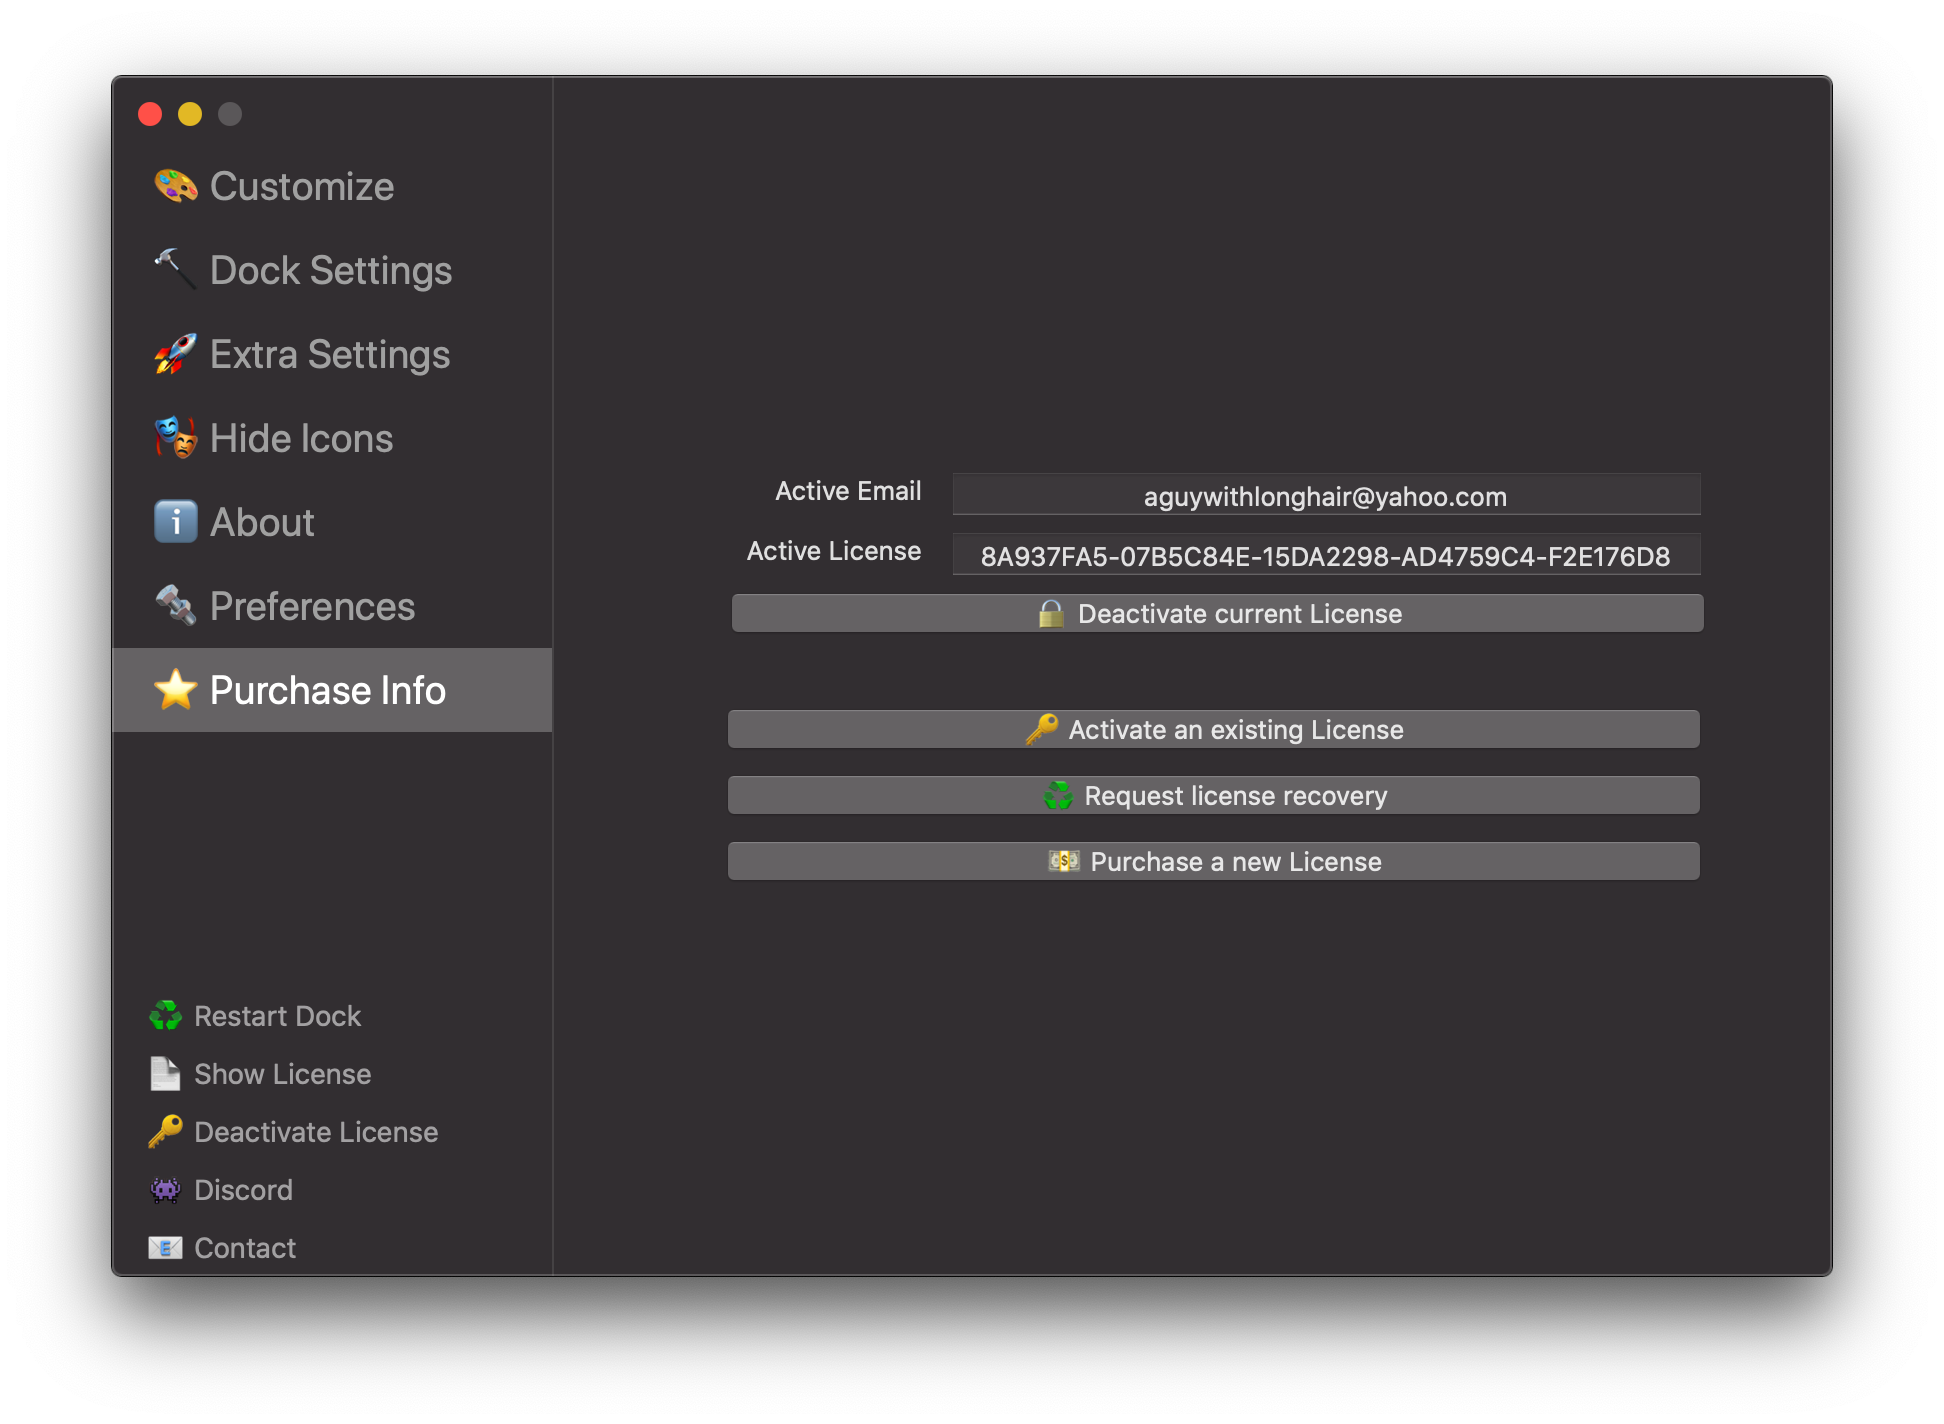 Customize
Dock Settings
Extra Settings
Hide Icons
About
Preferences
Purchase Info
Restart Dock
Show License
Deactivate License
Discord
Contact
Active Email aguywithlonghair@yahoo.com
Active License 8A937FA5-07B5C84E-15DA2298-AD4759C4-F2E176D8
Deactivate current License
Activate an existing License
Request license recovery
Purchase a new License